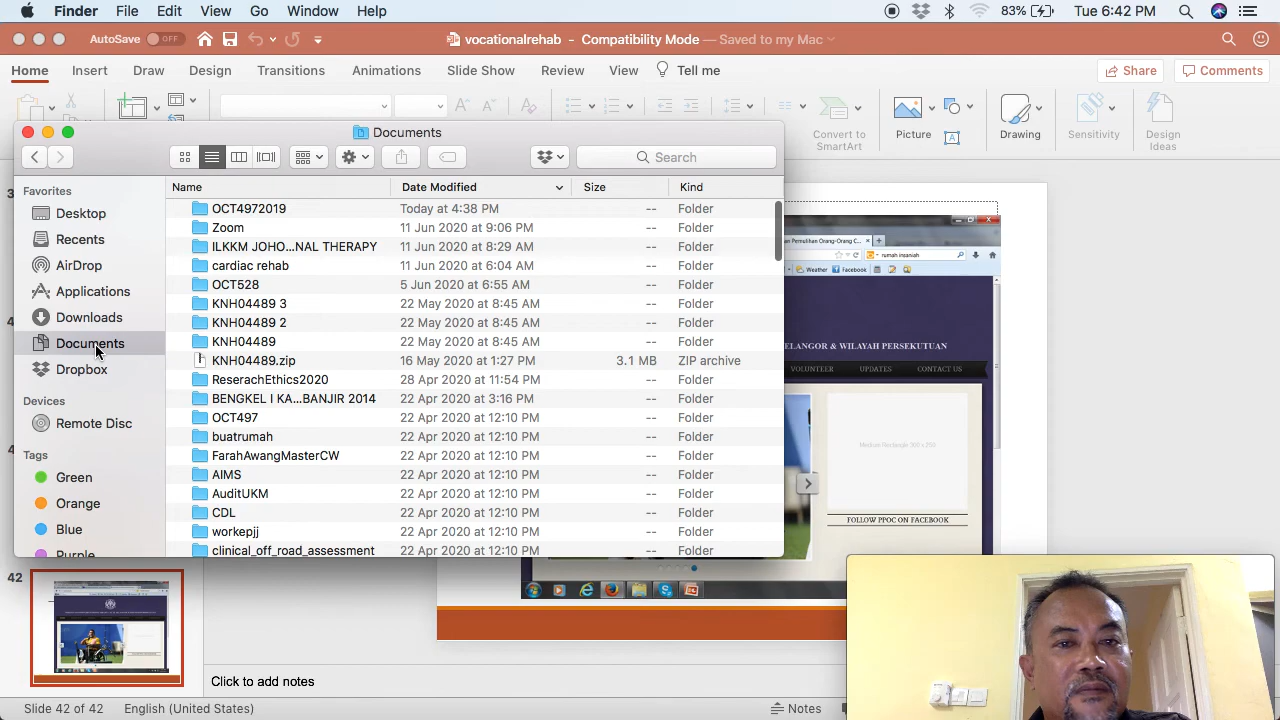 Finder File Edit View Go Window Help 83% Tue 6:42 PM
AutoSave OFF vocationalrehab - Compatibility Mode — Saved to my Mac
Home Insert Draw Design Transitions Animations Slide Show Review View Tell me Share Comments
Convert to SmartArt Picture Drawing Sensitivity Design Ideas
Documents
Search
Favorites
Desktop
Recents
AirDrop
Applications
Downloads
Documents
Dropbox
Devices
Remote Disc
Tags
Green
Orange
Blue
Purple
Name Date Modified Size Kind
OCT4972019 Today at 4:38 PM -- Folder
Zoom 11 Jun 2020 at 9:06 PM -- Folder
ILKKM JOHO...NAL THERAPY 11 Jun 2020 at 8:29 AM -- Folder
cardiac rehab 11 Jun 2020 at 6:04 AM -- Folder
OCT528 5 Jun 2020 at 6:55 AM -- Folder
KNH04489 3 22 May 2020 at 8:45 AM -- Folder
KNH04489 2 22 May 2020 at 8:45 AM -- Folder
KNH04489 22 May 2020 at 8:45 AM -- Folder
KNH04489.zip 16 May 2020 at 1:27 PM 3.1 MB ZIP archive
reserachEthics2020 28 Apr 2020 at 11:54 PM -- Folder
BENGKEL I KA...BANJIR 2014 22 Apr 2020 at 3:16 PM -- Folder
OCT497 22 Apr 2020 at 12:10 PM -- Folder
buatrumah 22 Apr 2020 at 12:10 PM -- Folder
FarahAwangMasterCW 22 Apr 2020 at 12:10 PM -- Folder
AIMS 22 Apr 2020 at 12:10 PM -- Folder
AuditUKM 22 Apr 2020 at 12:10 PM -- Folder
CDL 22 Apr 2020 at 12:10 PM -- Folder
workepjj 22 Apr 2020 at 12:10 PM -- Folder
clinical_off_road_assessment 22 Apr 2020 at 12:10 PM -- Folder
Pemulihan Orang-Orang C...
rumah insaniah
Weather Facebook
ELANGOR & WILAYAH PERSEKUTUAN
VOLUNTEER UPDATES CONTACT US
Medium Rectangle 300 x 250
FOLLOW PPOC ON FACEBOOK
42
Click to add notes
Slide 42 of 42 English (United States) Notes